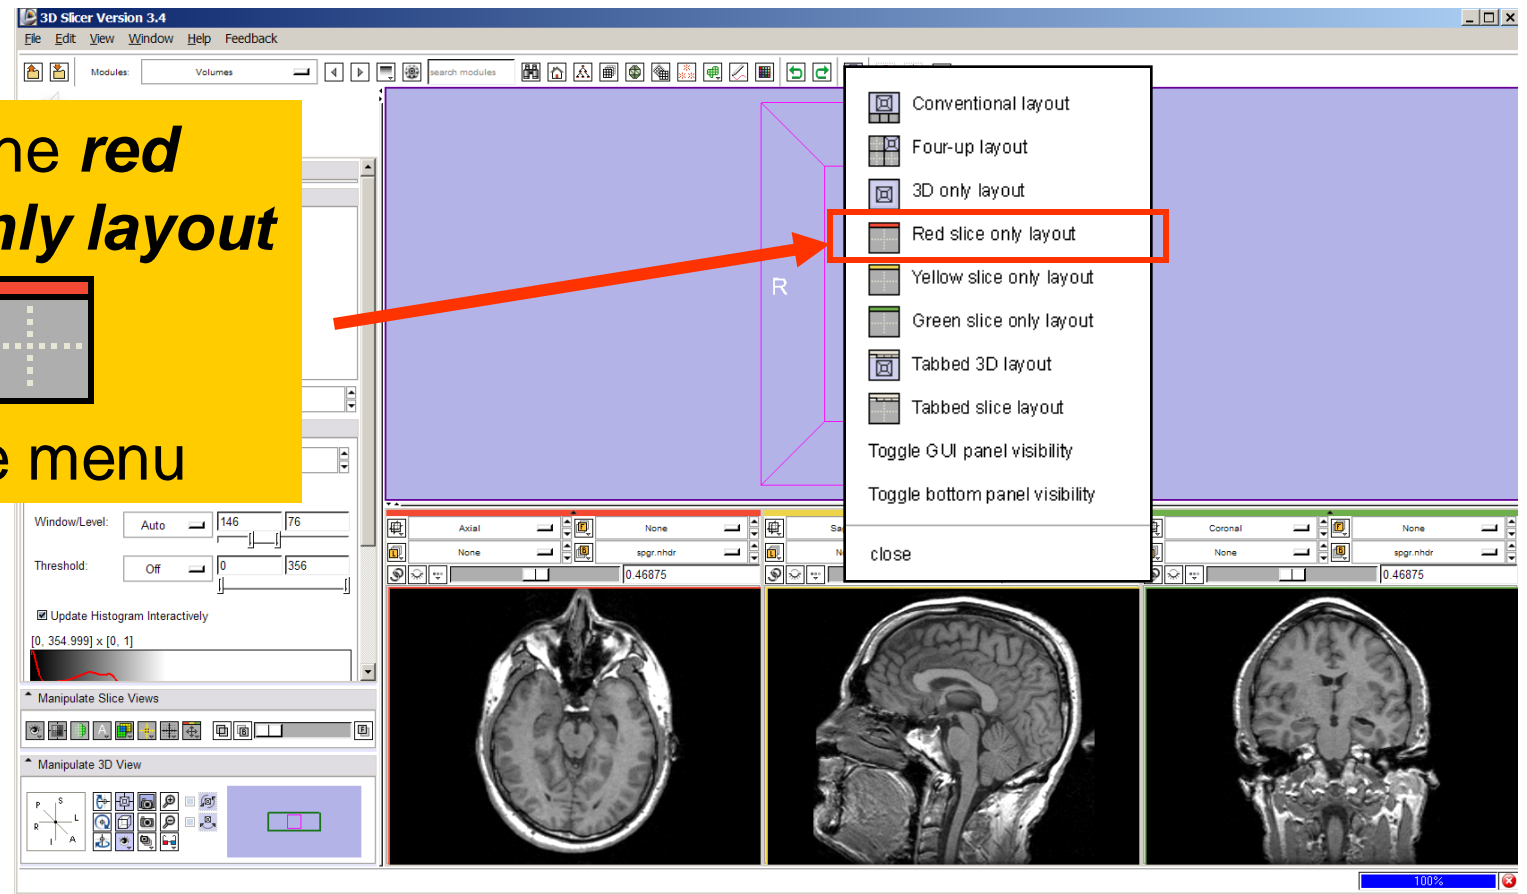 3D Slicer Version 3.4
File Edit View Window Help Feedback
Modules: Volumes search modules
ne red
nly layout
e menu
Conventional layout
Four-up layout
3D only layout
Red slice only layout
Yellow slice only layout
Green slice only layout
Tabbed 3D layout
Tabbed slice layout
Toggle GUI panel visibility
Toggle bottom panel visibility
close
R
Window/Level: Auto 146 76
Threshold: Off 0 356
Update Histogram Interactively
[0, 354.999] x [0, 1]
Manipulate Slice Views
Manipulate 3D View
P S
R L
I A
Axial None
None spgr.nhdr
0.46875
Sa
N
Coronal None
None spgr.nhdr
0.46875
100%